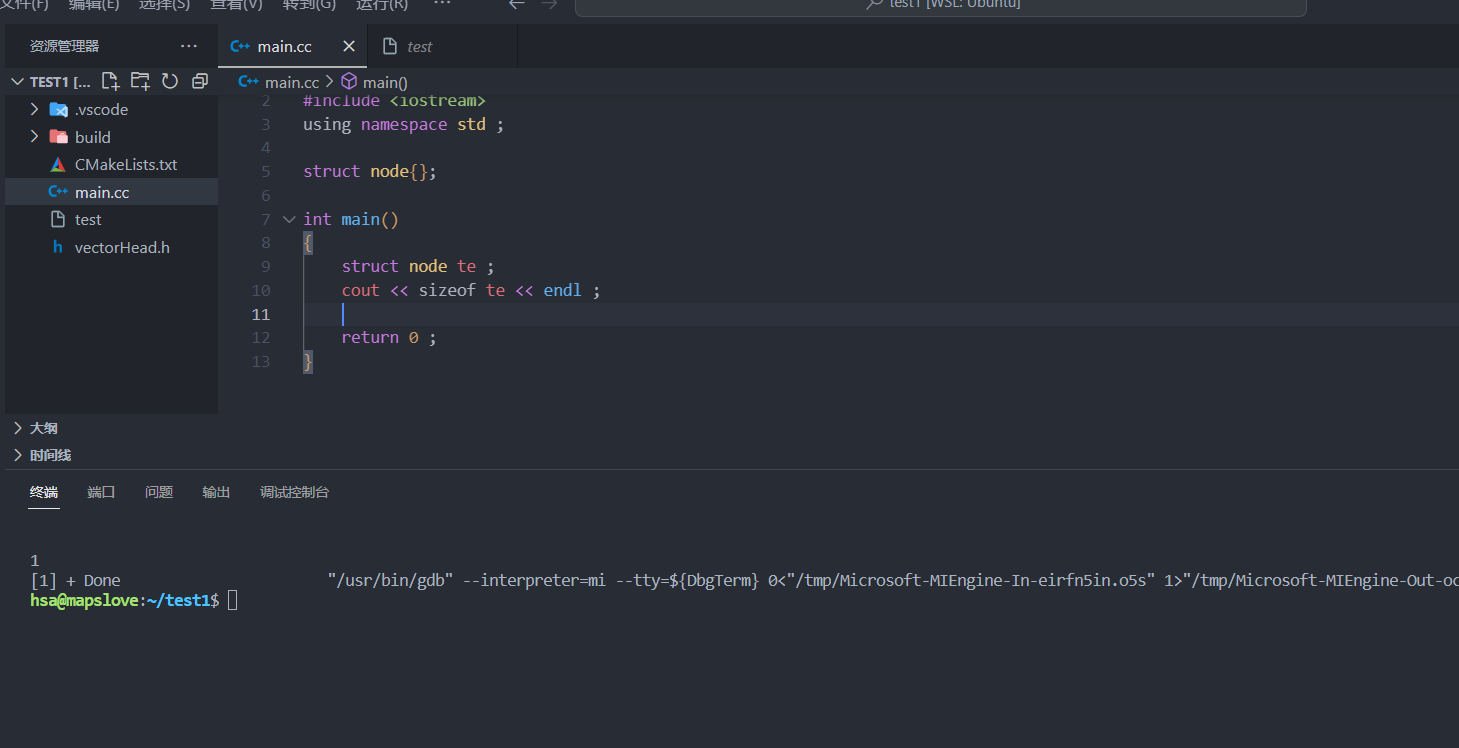 文件(F) 编辑(E) 选择(S) 查看(V) 转到(G) 运行(R) ··· test1 [WSL: Ubuntu]
资源管理器 ··· C++ main.cc test
TEST1 [... C++ main.cc > main()
.vscode
build
CMakeLists.txt
C++ main.cc
test
h vectorHead.h
2 #include <iostream>
3 using namespace std ;
4
5 struct node{};
6
7 int main()
8 {
9 struct node te ;
10 cout << sizeof te << endl ;
11
12 return 0 ;
13 }
大纲
时间线
终端 端口 问题 输出 调试控制台
1
[1] + Done "/usr/bin/gdb" --interpreter=mi --tty=${DbgTerm} 0<"/tmp/Microsoft-MIEngine-In-eirfn5in.o5s" 1>"/tmp/Microsoft-MIEngine-Out-oc
hsa@mapslove:~/test1$